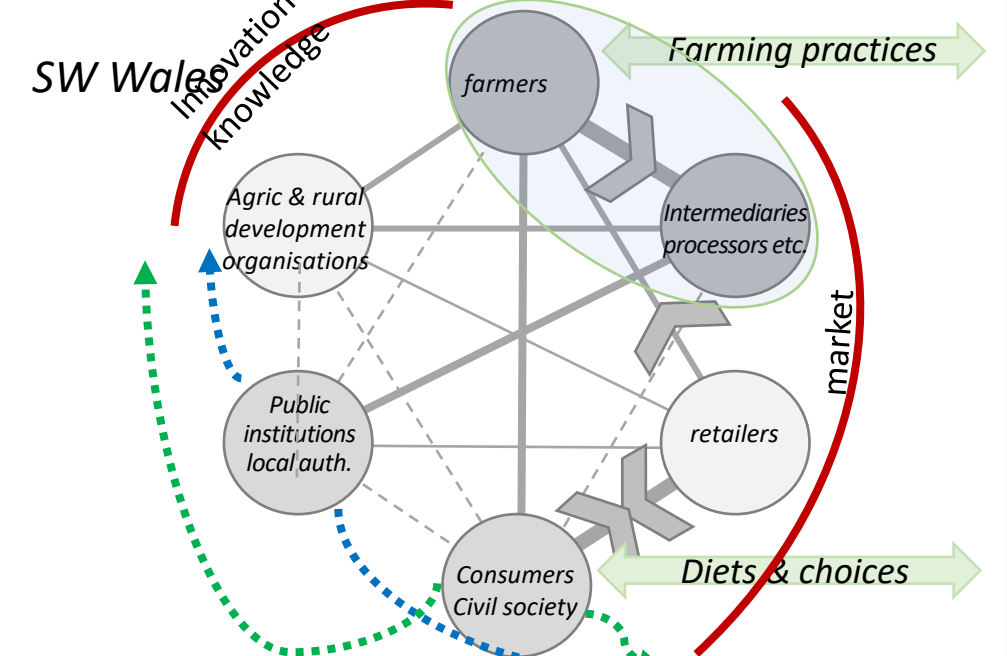 SW Wales
Innovation
knowledge
farmers
Farming practices
Agric & rural
development
organisations
Intermediaries
processors etc.
market
Public
institutions
local auth.
retailers
Consumers
Civil society
Diets & choices